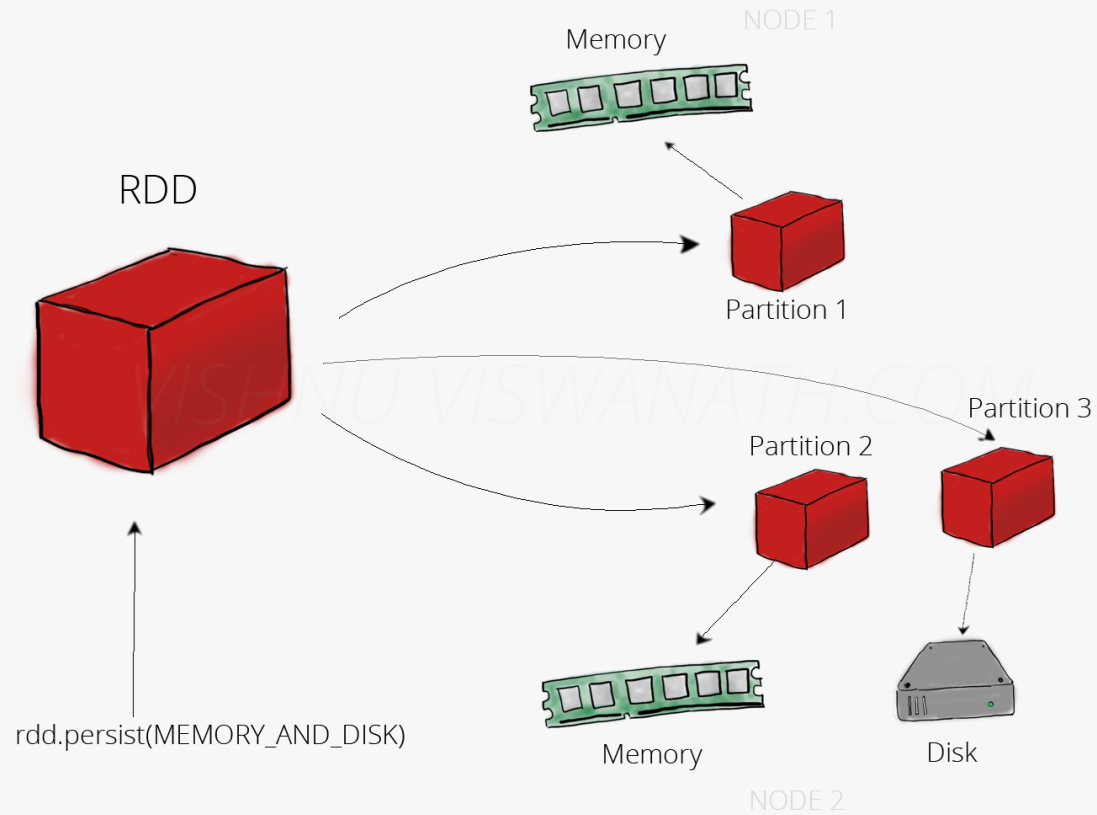 NODE 1
Memory
RDD
Partition 1
VISHNU VISWANATH.COM
Partition 3
Partition 2
rdd.persist(MEMORY_AND_DISK)
Memory
Disk
NODE 2